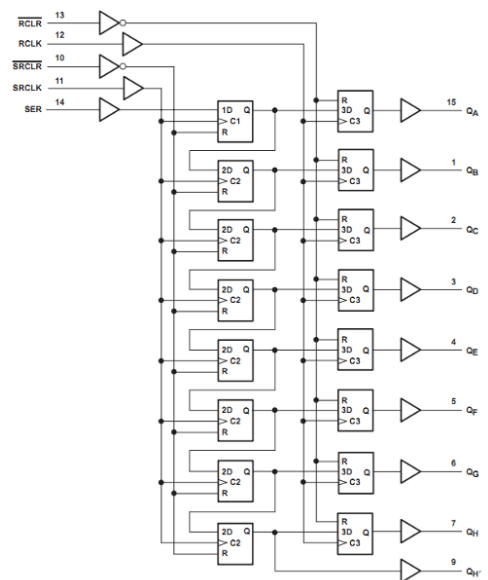 RCLR 13
RCLK 12
SRCLR 10
SRCLK 11
SER 14
1D Q C1 R
R 3D Q C3
15 QA
2D Q C2 R
R 3D Q C3
1 QB
2D Q C2 R
R 3D Q C3
2 QC
2D Q C2 R
R 3D Q C3
3 QD
2D Q C2 R
R 3D Q C3
4 QE
2D Q C2 R
R 3D Q C3
5 QF
2D Q C2 R
R 3D Q C3
6 QG
2D Q C2 R
R 3D Q C3
7 QH
9 QH'